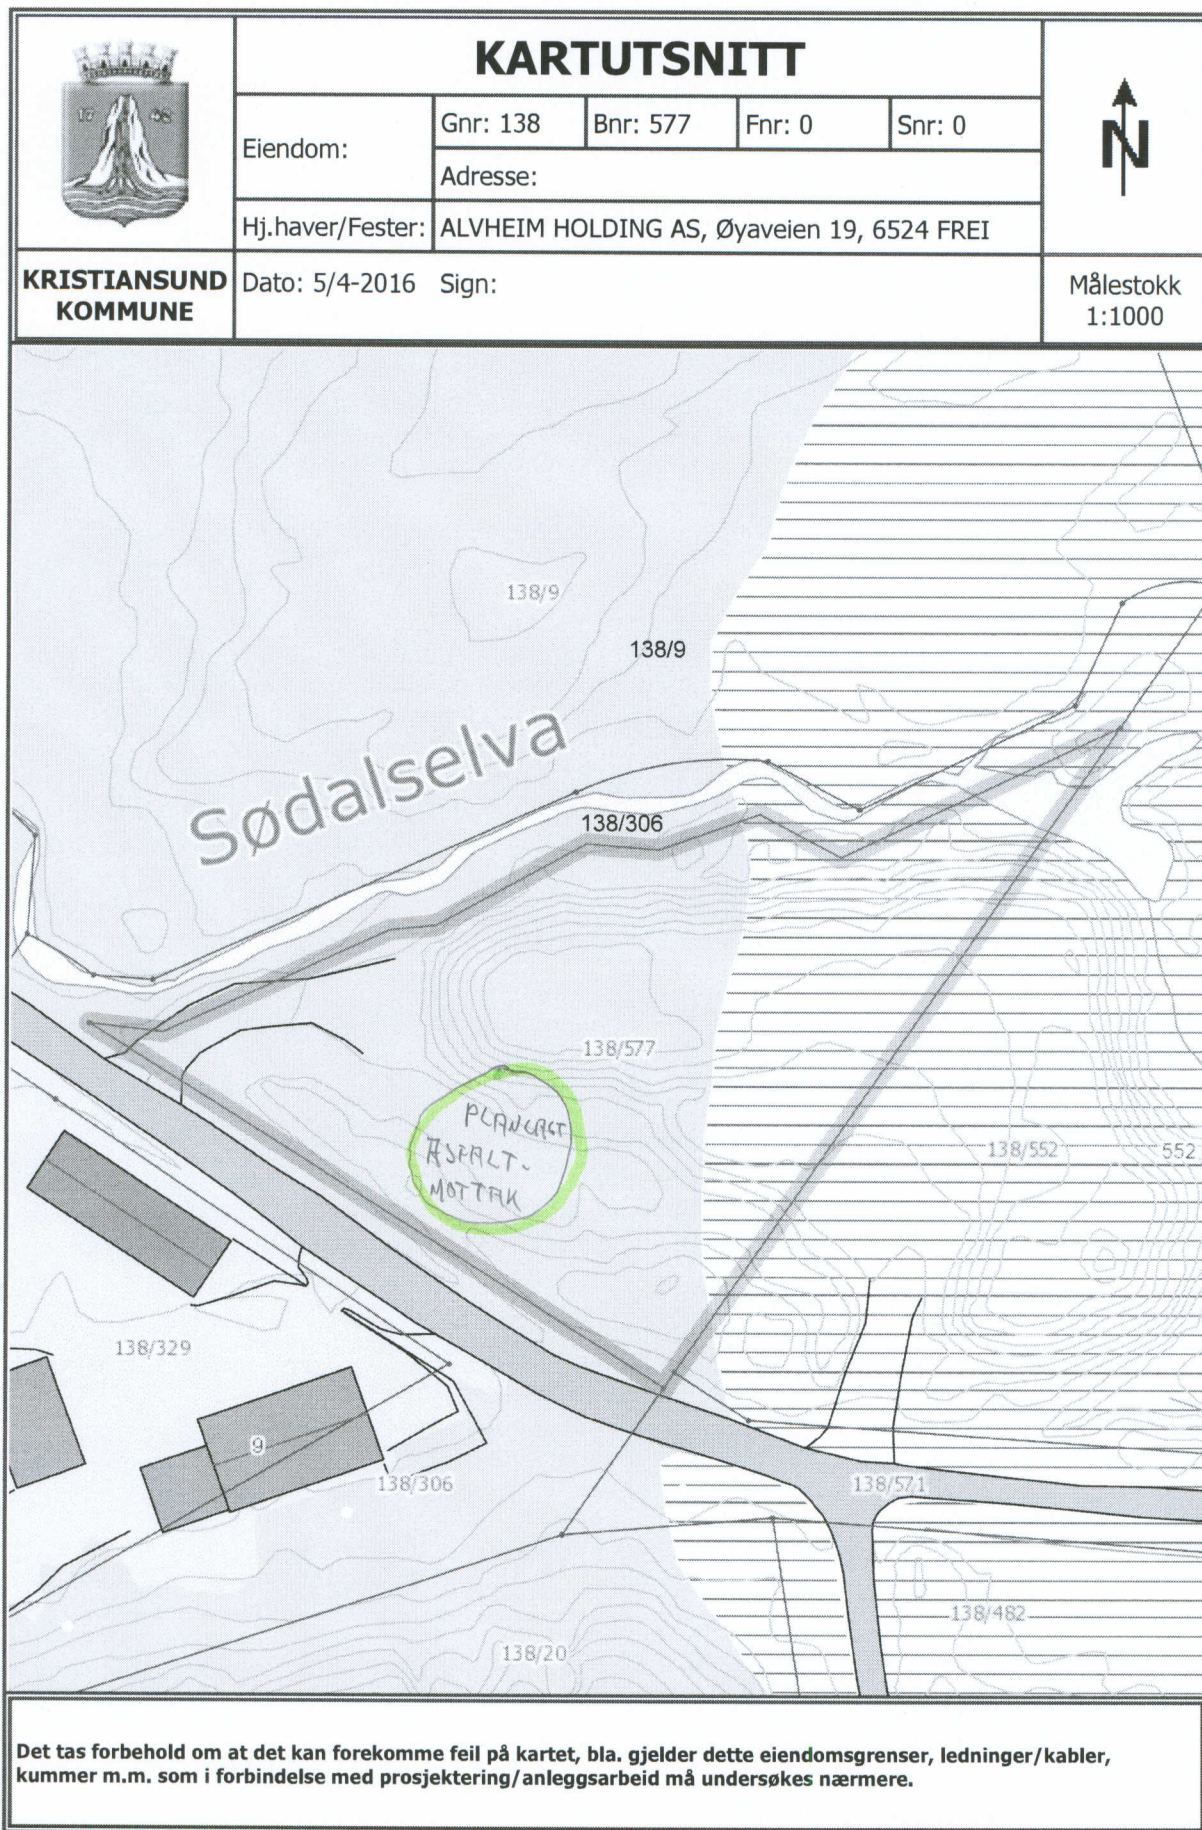 KARTUTSNITT
17 42
Eiendom:
Gnr: 138
Bnr: 577
Fnr: 0
Snr: 0
Adresse:
Hj.haver/Fester:
ALVHEIM HOLDING AS, Øyaveien 19, 6524 FREI
N
KRISTIANSUND
KOMMUNE
Dato: 5/4-2016 Sign:
Målestokk
1:1000
138/9
138/9
Sødalselva
138/306
138/577
PLANLAGT
ASFALT-
MOTTAK
138/552
552
138/329
9
138/306
138/571
138/482
138/20
Det tas forbehold om at det kan forekomme feil på kartet, bla. gjelder dette eiendomsgrenser, ledninger/kabler,
kummer m.m. som i forbindelse med prosjektering/anleggsarbeid må undersøkes nærmere.